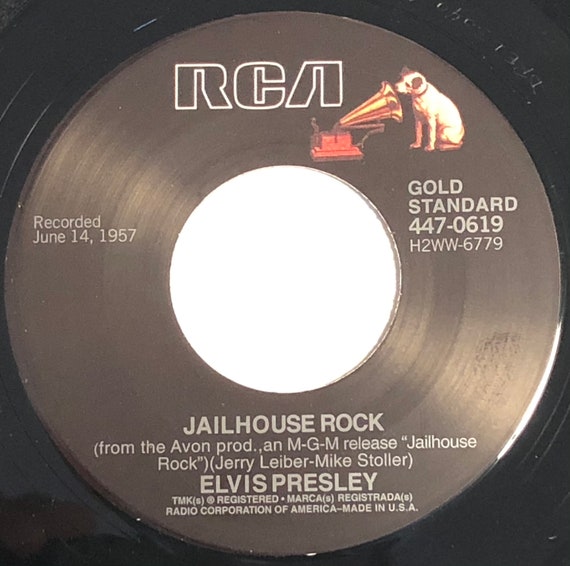 RCA
GOLD
STANDARD
447-0619
H2WW-6779
Recorded
June 14, 1957
JAILHOUSE ROCK
(from the Avon prod.,an M-G-M release "Jailhouse
Rock")(Jerry Leiber-Mike Stoller)
ELVIS PRESLEY
TMK(s) ® REGISTERED • MARCA(s) REGISTRADA(s)
RADIO CORPORATION OF AMERICA–MADE IN U.S.A.